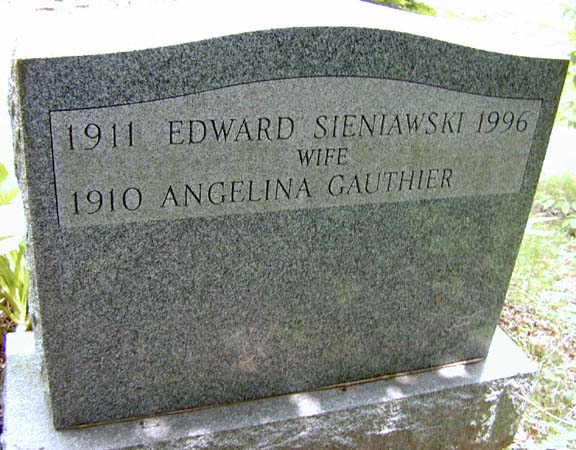 1911 EDWARD SIENIAWSKI 1996
WIFE
1910 ANGELINA GAUTHIER